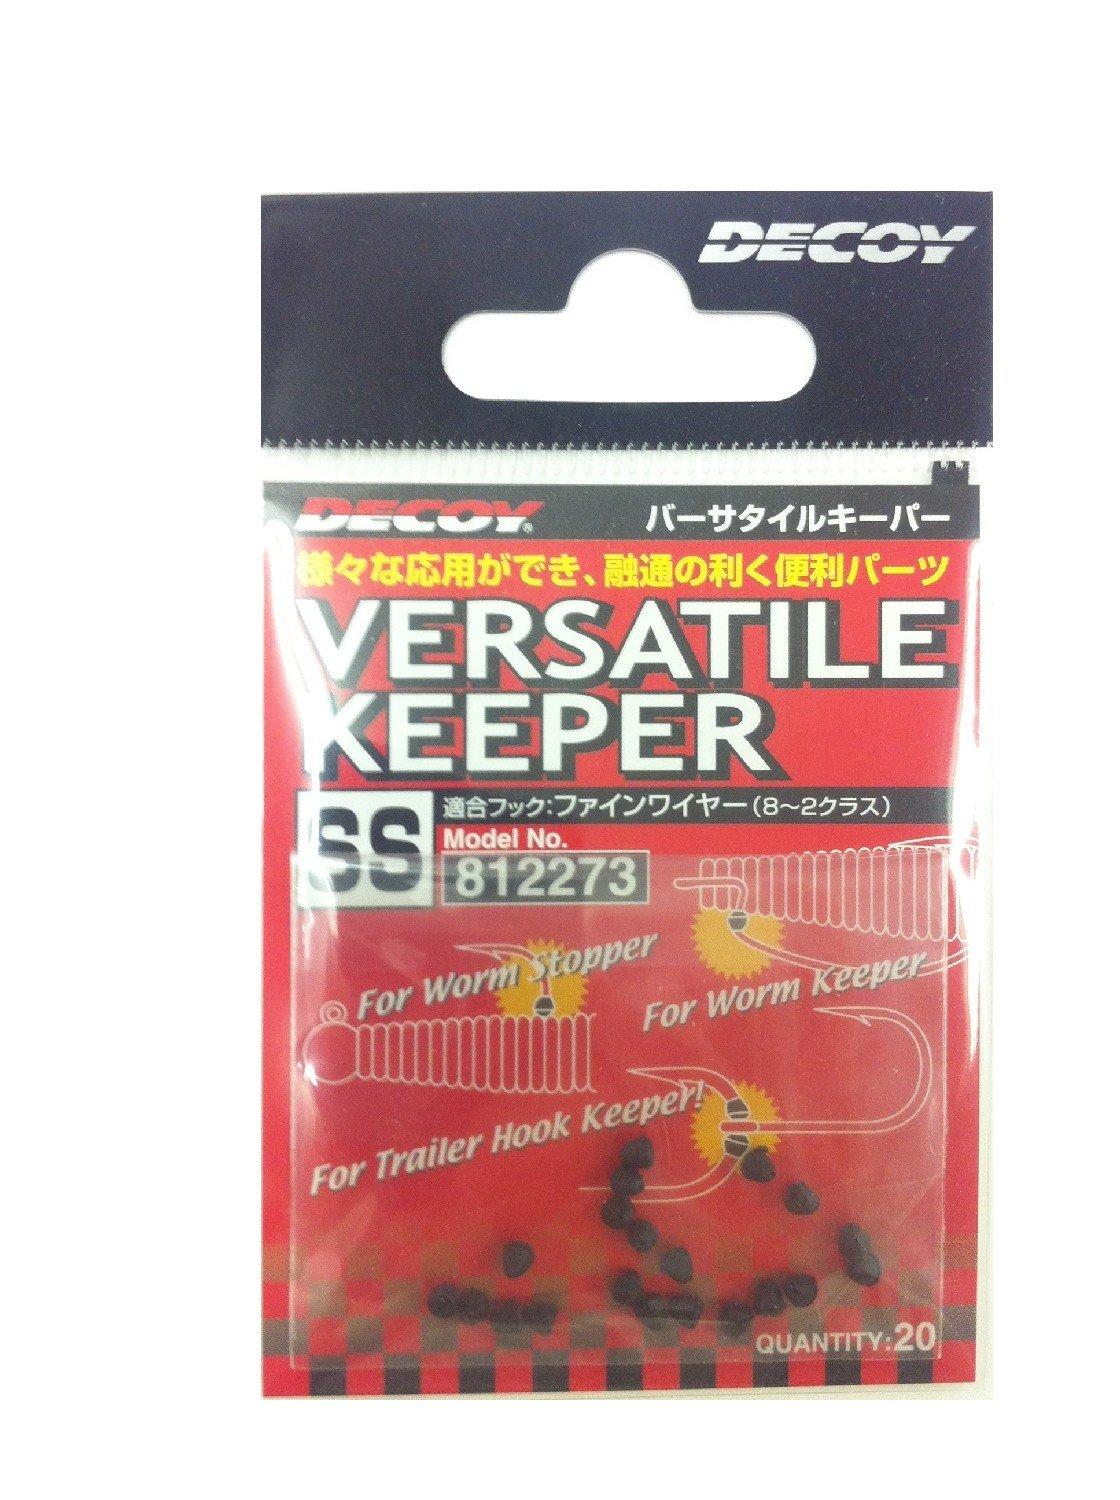 DECOY
DECOY® バーサタイルキーパー
様々な応用ができ、融通の利く便利パーツ
VERSATILE
KEEPER
SS
適合フック:ファインワイヤー(8〜2クラス)
Model No.
812273
For Worm Stopper
For Worm Keeper
For Trailer Hook Keeper!
QUANTITY:20